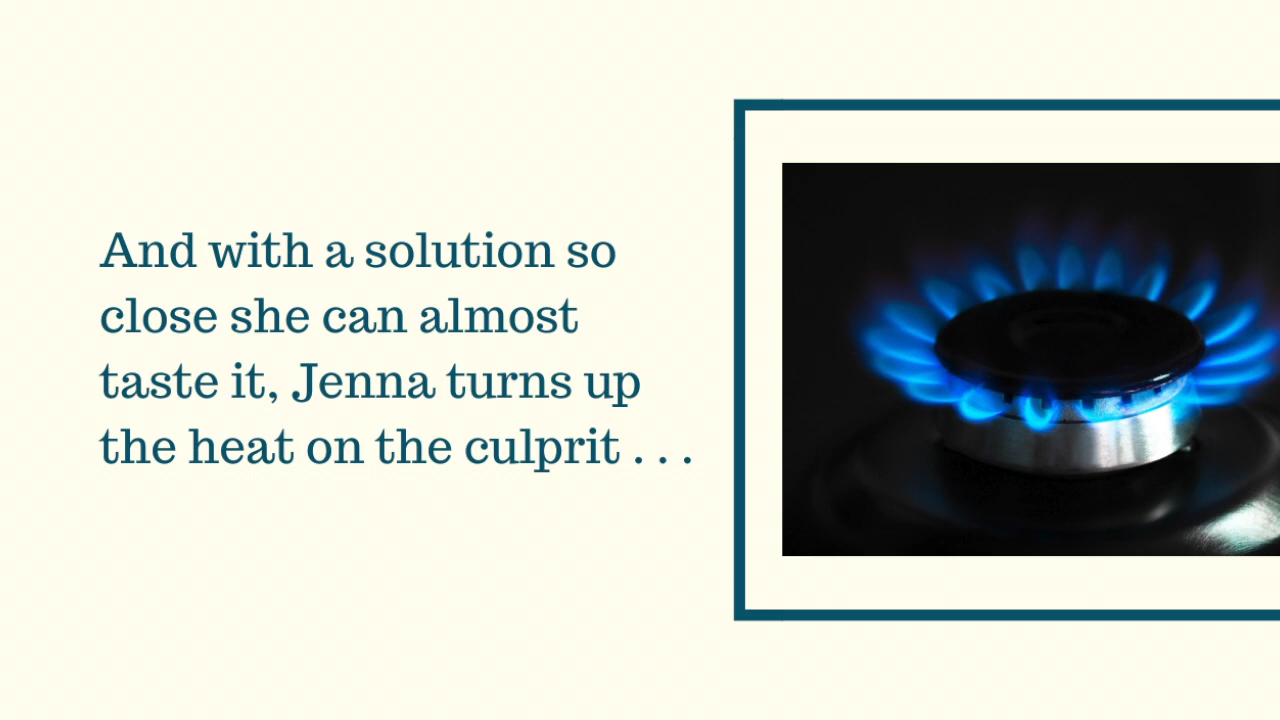 And with a solution so
close she can almost
taste it, Jenna turns up
the heat on the culprit . . .